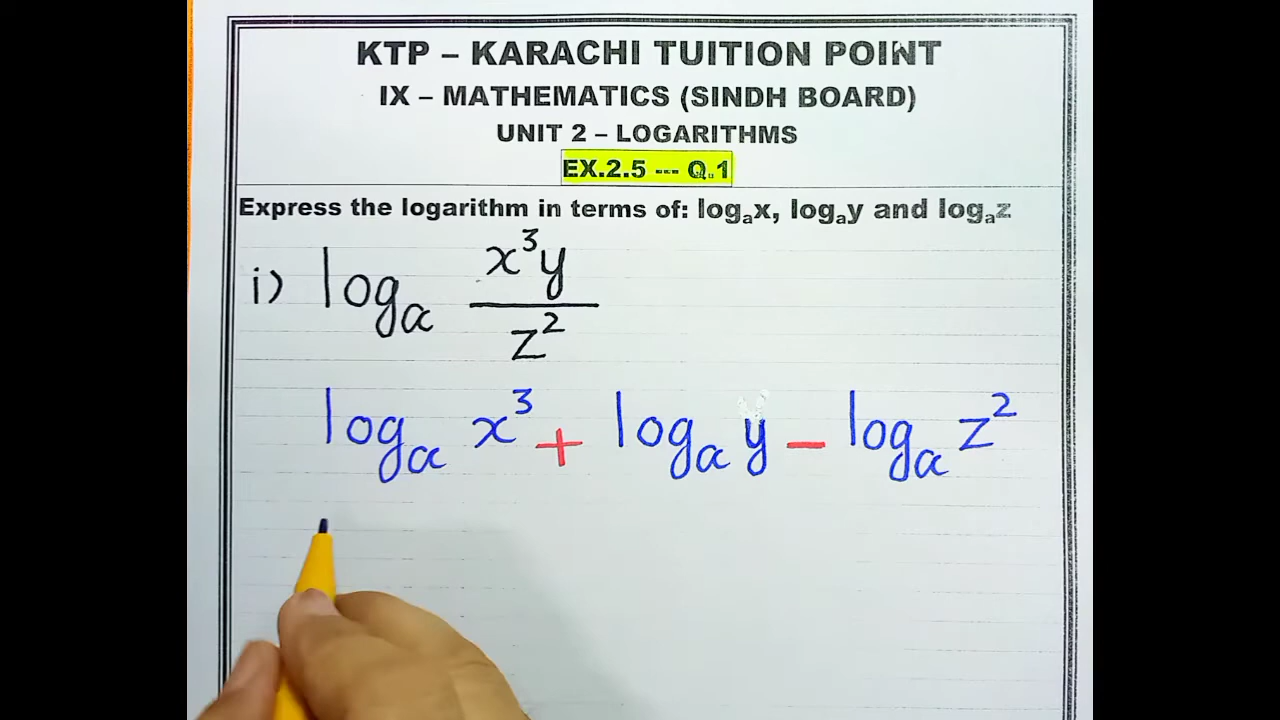 KTP – KARACHI TUITION POINT
IX – MATHEMATICS (SINDH BOARD)
UNIT 2 – LOGARITHMS
EX.2.5 --- Q.1
Express the logarithm in terms of: logₐx, logₐy and logₐz
i) logₐ x³y / z²
logₐ x³ + logₐ y – logₐ z²